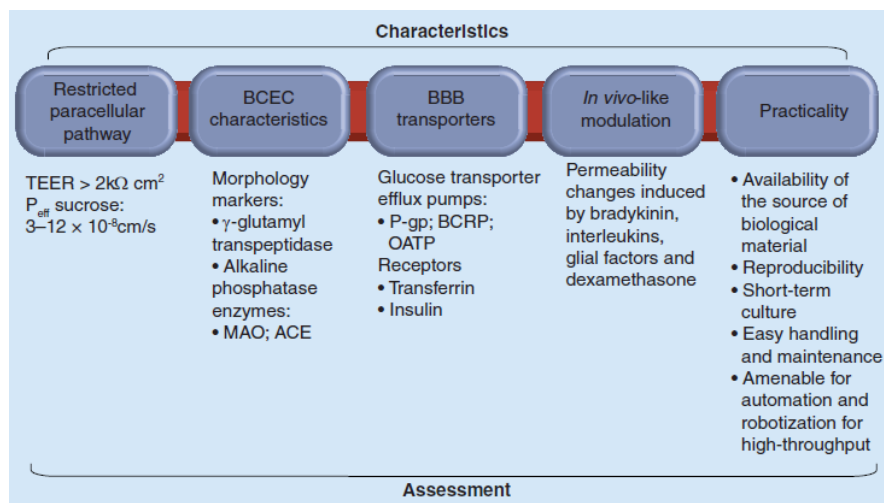 Characteristics
Restricted
paracellular
pathway
BCEC
characteristics
BBB
transporters
In vivo-like
modulation
Practicality
TEER > 2kΩ cm²
Peff sucrose:
3–12 × 10⁻⁸cm/s
Morphology
markers:
• γ-glutamyl
transpeptidase
• Alkaline
phosphatase
enzymes:
• MAO; ACE
Glucose transporter
efflux pumps:
• P-gp; BCRP;
OATP
Receptors
• Transferrin
• Insulin
Permeability
changes induced
by bradykinin,
interleukins,
glial factors and
dexamethasone
• Availability of
the source of
biological
material
• Reproducibility
• Short-term
culture
• Easy handling
and maintenance
• Amenable for
automation and
robotization for
high-throughput
Assessment